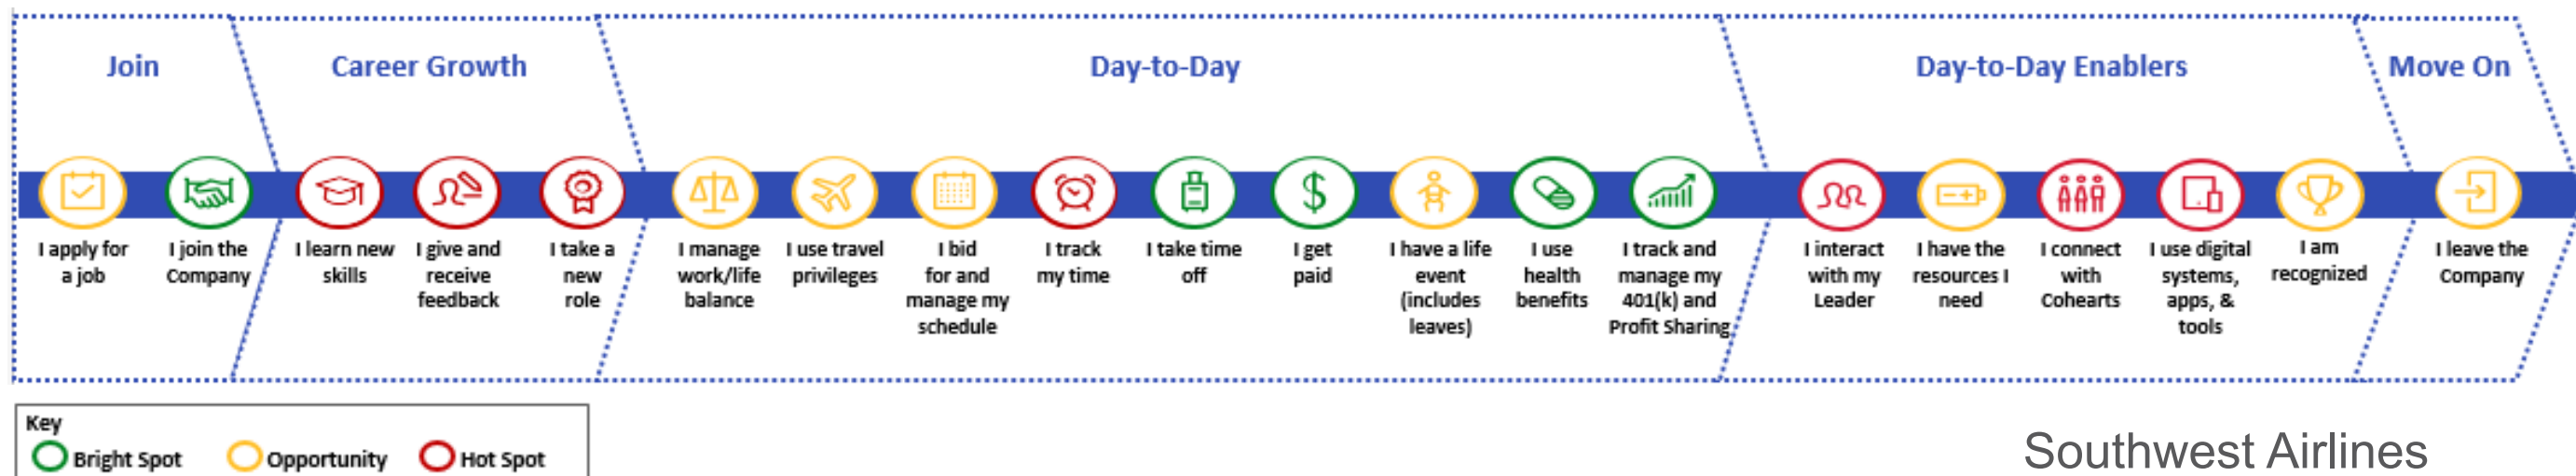 Join
Career Growth
Day-to-Day
Day-to-Day Enablers
Move On
I apply for
a job
I join the
Company
I learn new
skills
I give and
receive
feedback
I take a
new
role
I manage
work/life
balance
I use travel
privileges
I bid
for and
manage my
schedule
I track
my time
I take time
off
I get
paid
I have a life
event
(includes
leaves)
I use
health
benefits
I track and
manage my
401(k) and
Profit Sharing
I interact
with my
Leader
I have the
resources I
need
I connect
with
Cohearts
I use digital
systems,
apps, &
tools
I am
recognized
I leave the
Company
Key
Bright Spot
Opportunity
Hot Spot
Southwest Airlines